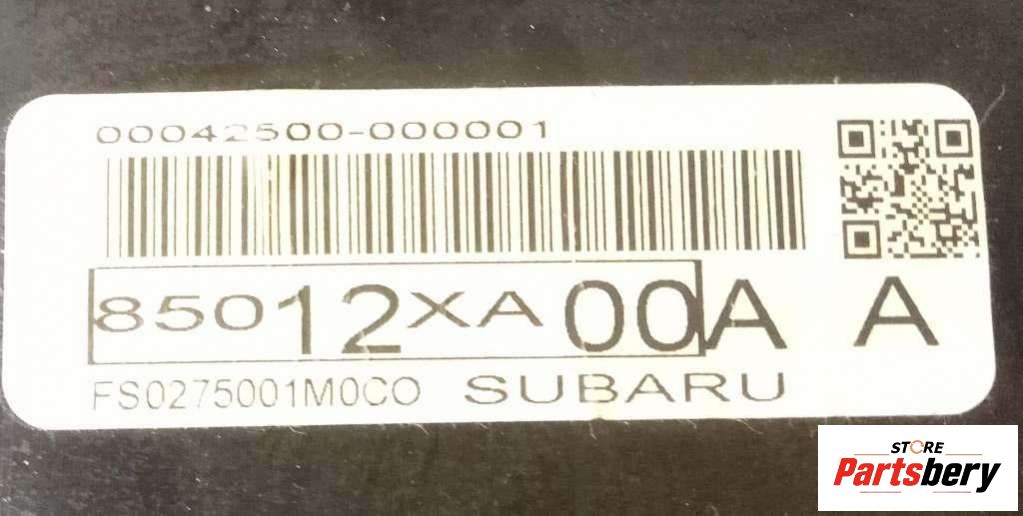 00042500-000001
85012XA00A A
FS0275001M0CO SUBARU
STORE
Partsbery